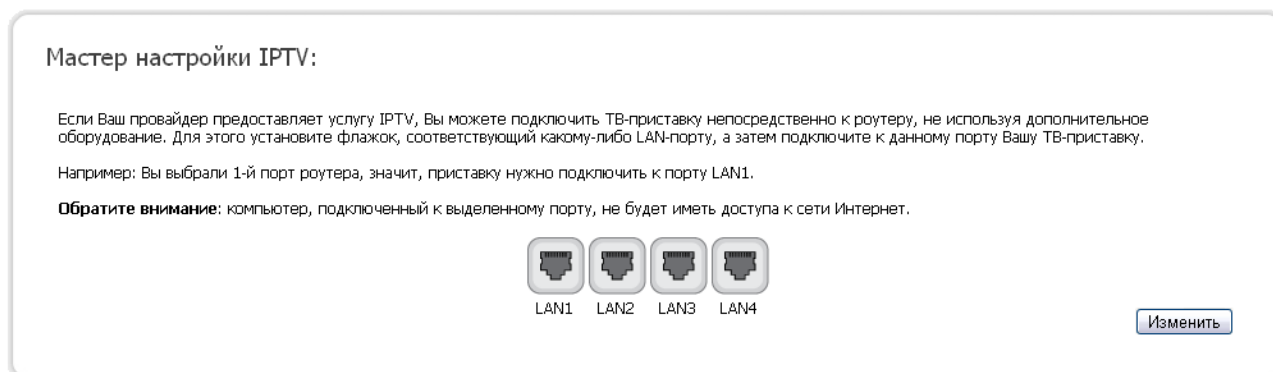 Мастер настройки IPTV:
Если Ваш провайдер предоставляет услугу IPTV, Вы можете подключить ТВ-приставку непосредственно к роутеру, не используя дополнительное
оборудование. Для этого установите флажок, соответствующий какому-либо LAN-порту, а затем подключите к данному порту Вашу ТВ-приставку.
Например: Вы выбрали 1-й порт роутера, значит, приставку нужно подключить к порту LAN1.
Обратите внимание: компьютер, подключенный к выделенному порту, не будет иметь доступа к сети Интернет.
LAN1 LAN2 LAN3 LAN4
Изменить